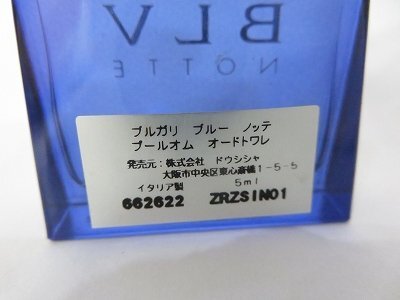 BLV
NOTTE
ブルガリ ブルー ノッテ
プールオム オードトワレ
発売元：株式会社 ドウシシャ
大阪市中央区東心斎橋1-5-5
イタリア製 5ml
662622 ZRZSIN01